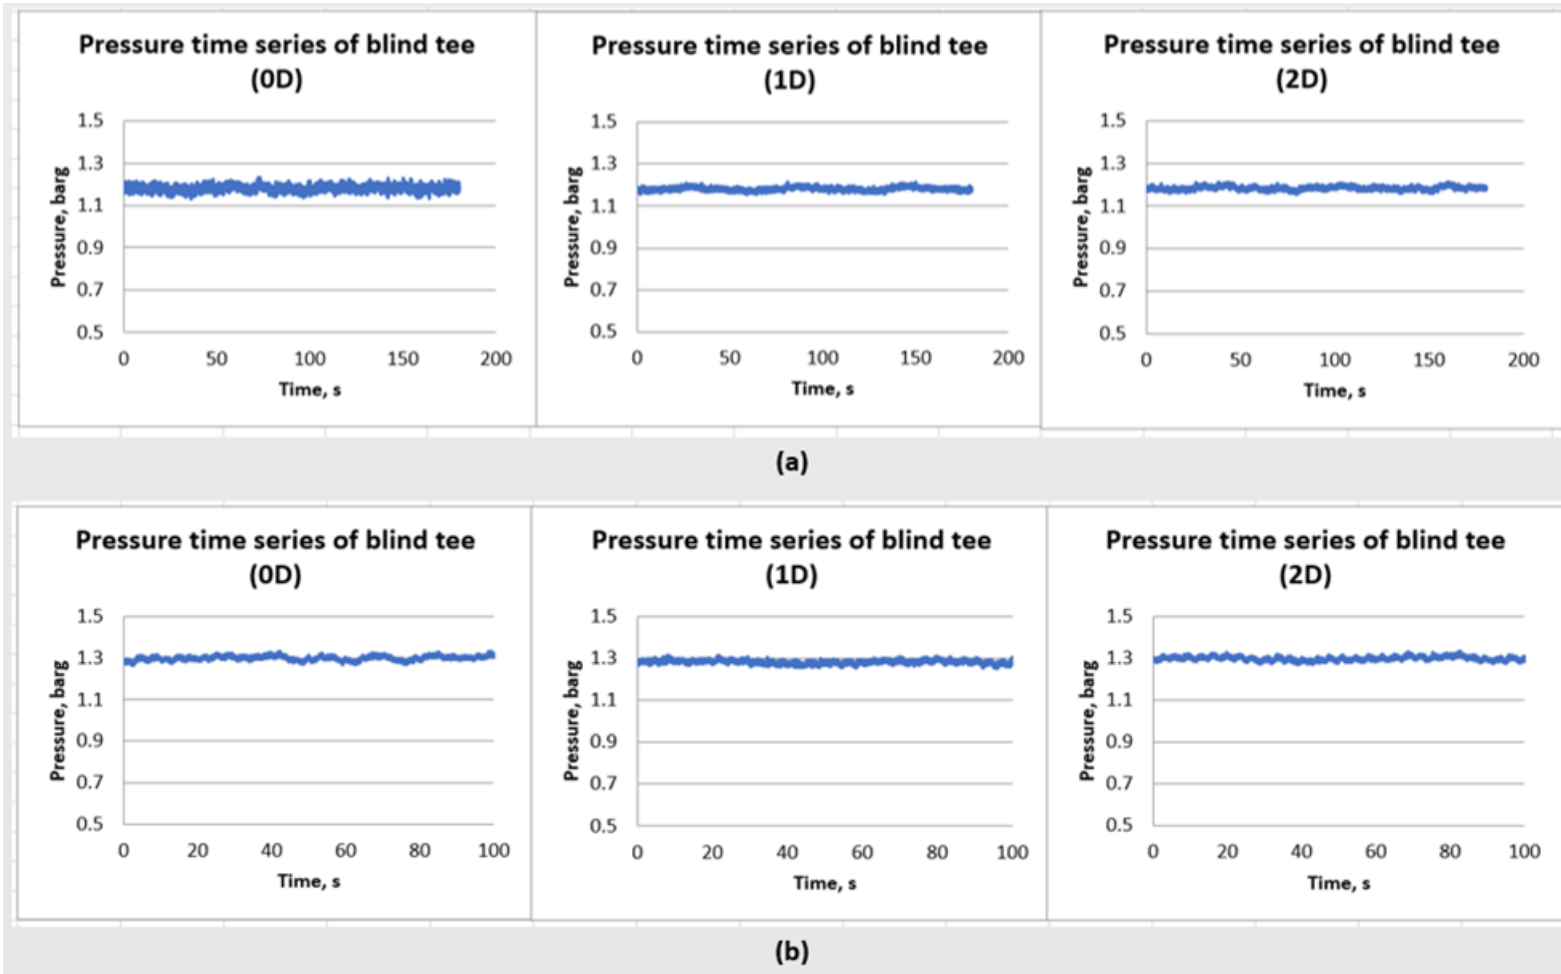 Pressure time series of blind tee
(0D)
1.5
1.3
1.1
0.9
0.7
0.5
Pressure, barg
0 50 100 150 200
Time, s
Pressure time series of blind tee
(1D)
1.5
1.3
1.1
0.9
0.7
0.5
Pressure, barg
0 50 100 150 200
Time, s
Pressure time series of blind tee
(2D)
1.5
1.3
1.1
0.9
0.7
0.5
Pressure, barg
0 50 100 150 200
Time, s
(a)
Pressure time series of blind tee
(0D)
1.5
1.3
1.1
0.9
0.7
0.5
Pressure, barg
0 20 40 60 80 100
Time, s
Pressure time series of blind tee
(1D)
1.5
1.3
1.1
0.9
0.7
0.5
Pressure, barg
0 20 40 60 80 100
Time, s
Pressure time series of blind tee
(2D)
1.5
1.3
1.1
0.9
0.7
0.5
Pressure, barg
0 20 40 60 80 100
Time, s
(b)